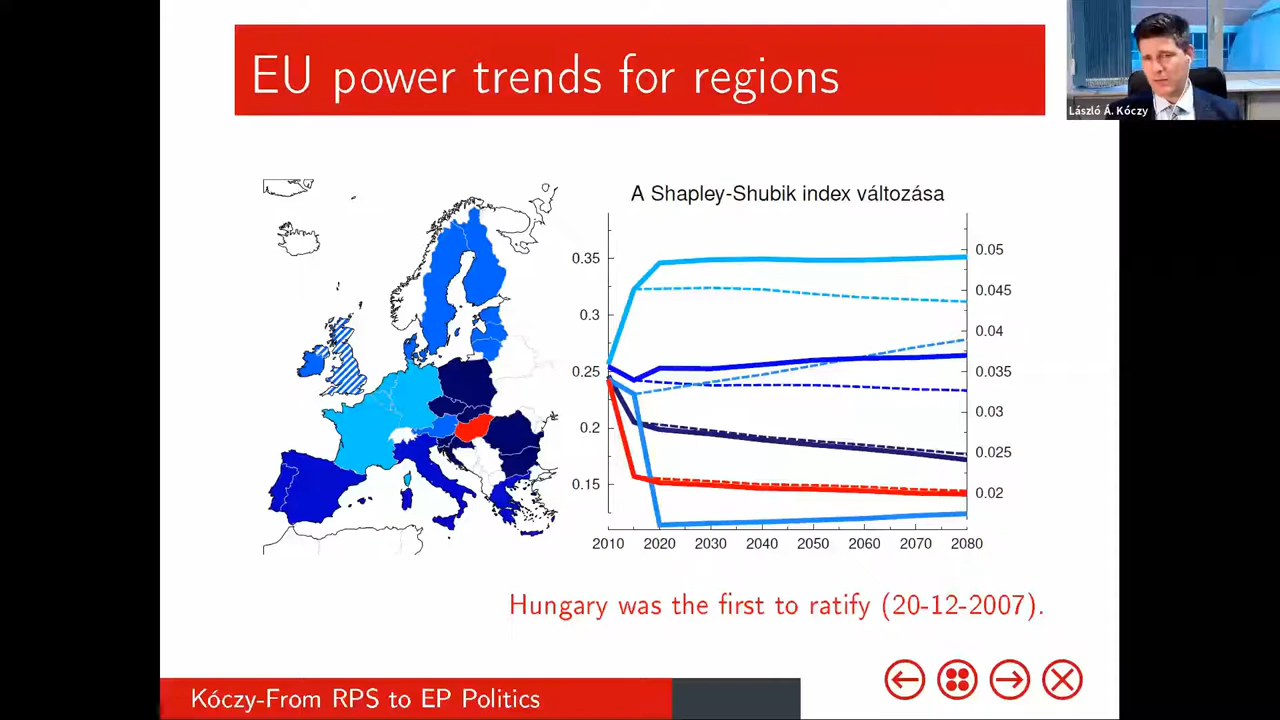 EU power trends for regions
László Á. Kóczy
A Shapley-Shubik index változása
0.35
0.3
0.25
0.2
0.15
0.05
0.045
0.04
0.035
0.03
0.025
0.02
2010 2020 2030 2040 2050 2060 2070 2080
Hungary was the first to ratify (20-12-2007).
Kóczy-From RPS to EP Politics